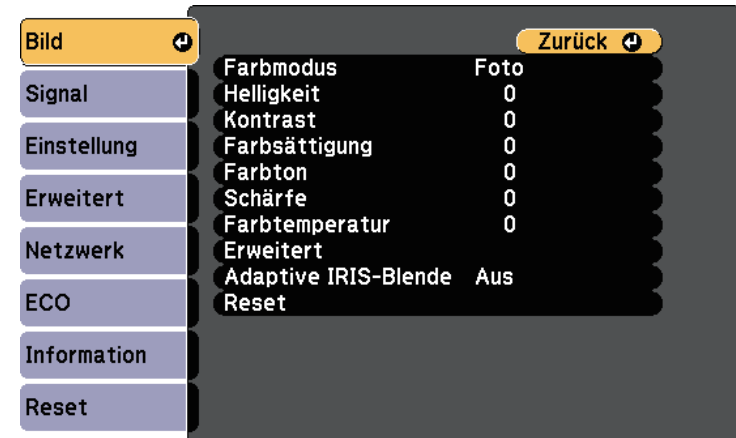 Bild
Signal
Einstellung
Erweitert
Netzwerk
ECO
Information
Reset
Zurück
Farbmodus Foto
Helligkeit 0
Kontrast 0
Farbsättigung 0
Farbton 0
Schärfe 0
Farbtemperatur 0
Erweitert
Adaptive IRIS-Blende Aus
Reset